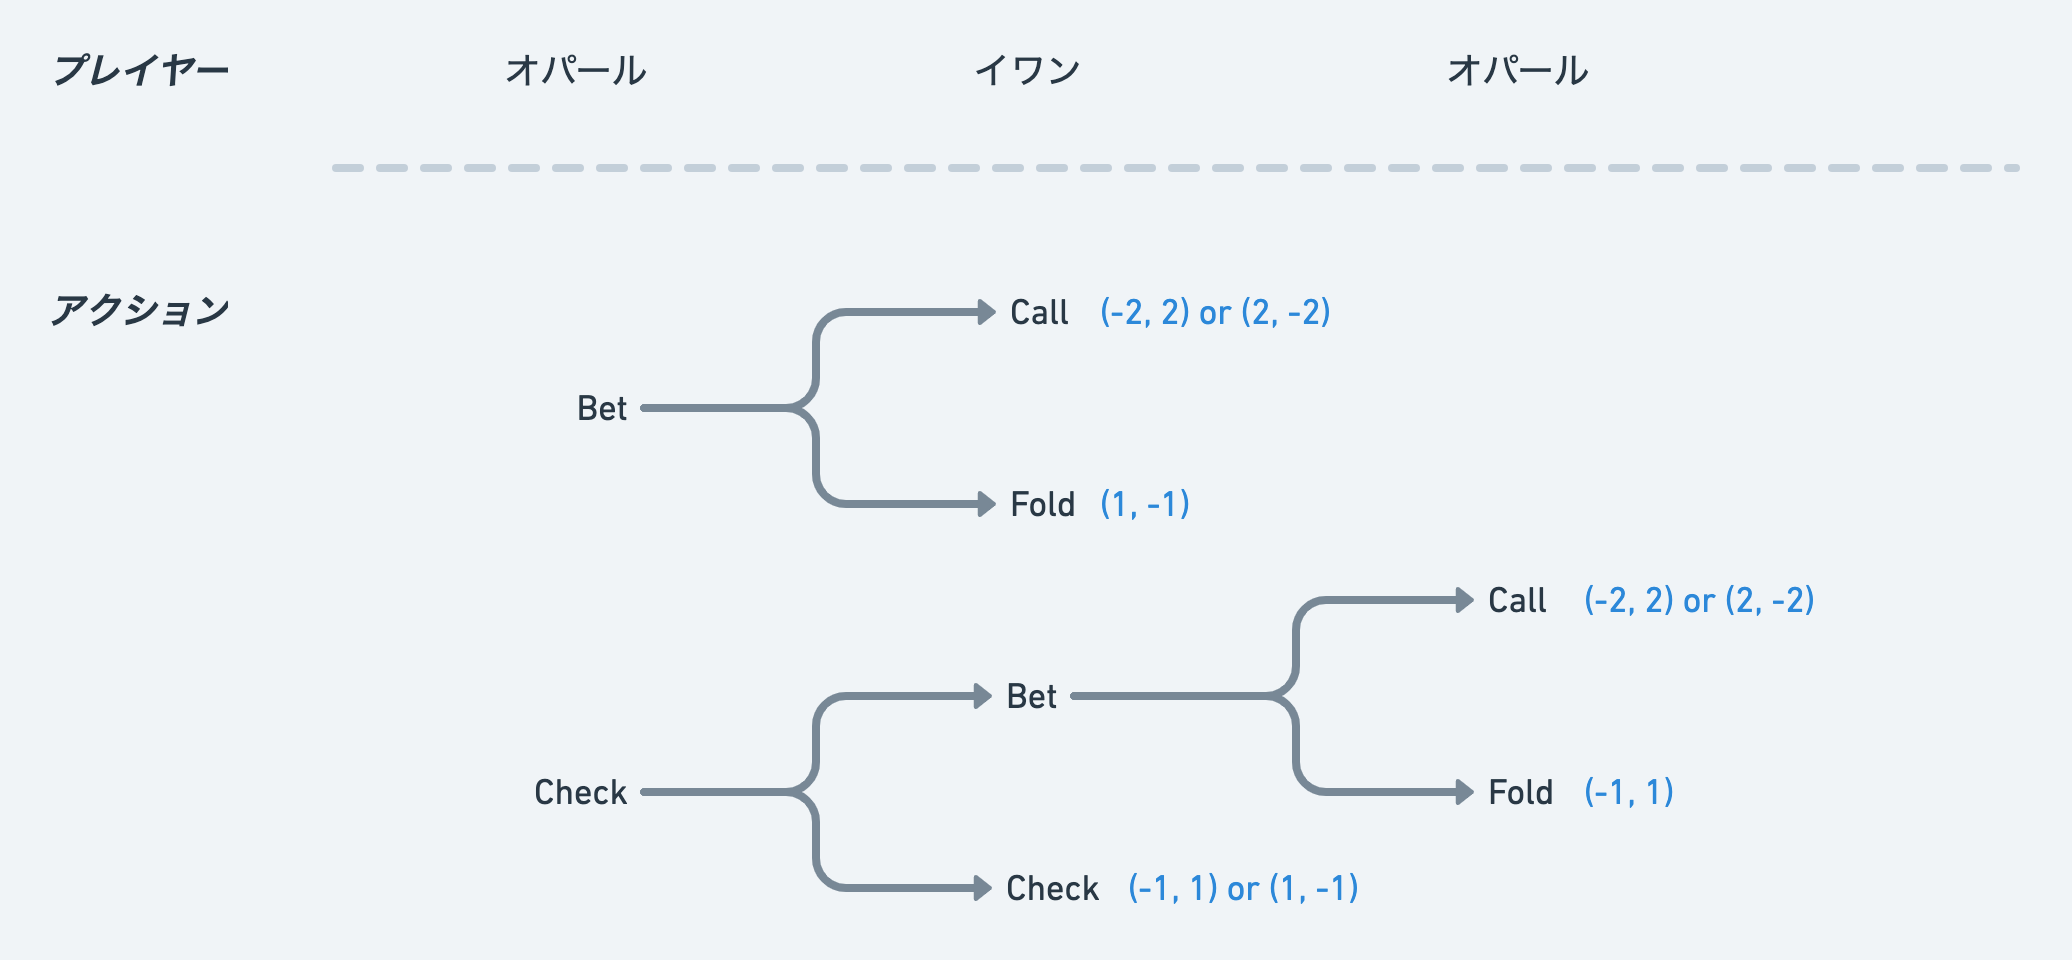 プレイヤー オパール イワン オパール
アクション
Call (-2, 2) or (2, -2)
Bet
Fold (1, -1)
Call (-2, 2) or (2, -2)
Bet
Check
Fold (-1, 1)
Check (-1, 1) or (1, -1)